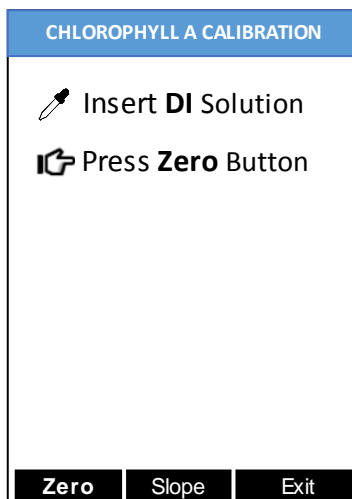 CHLOROPHYLL A CALIBRATION
Insert DI Solution
Press Zero Button
Zero Slope Exit